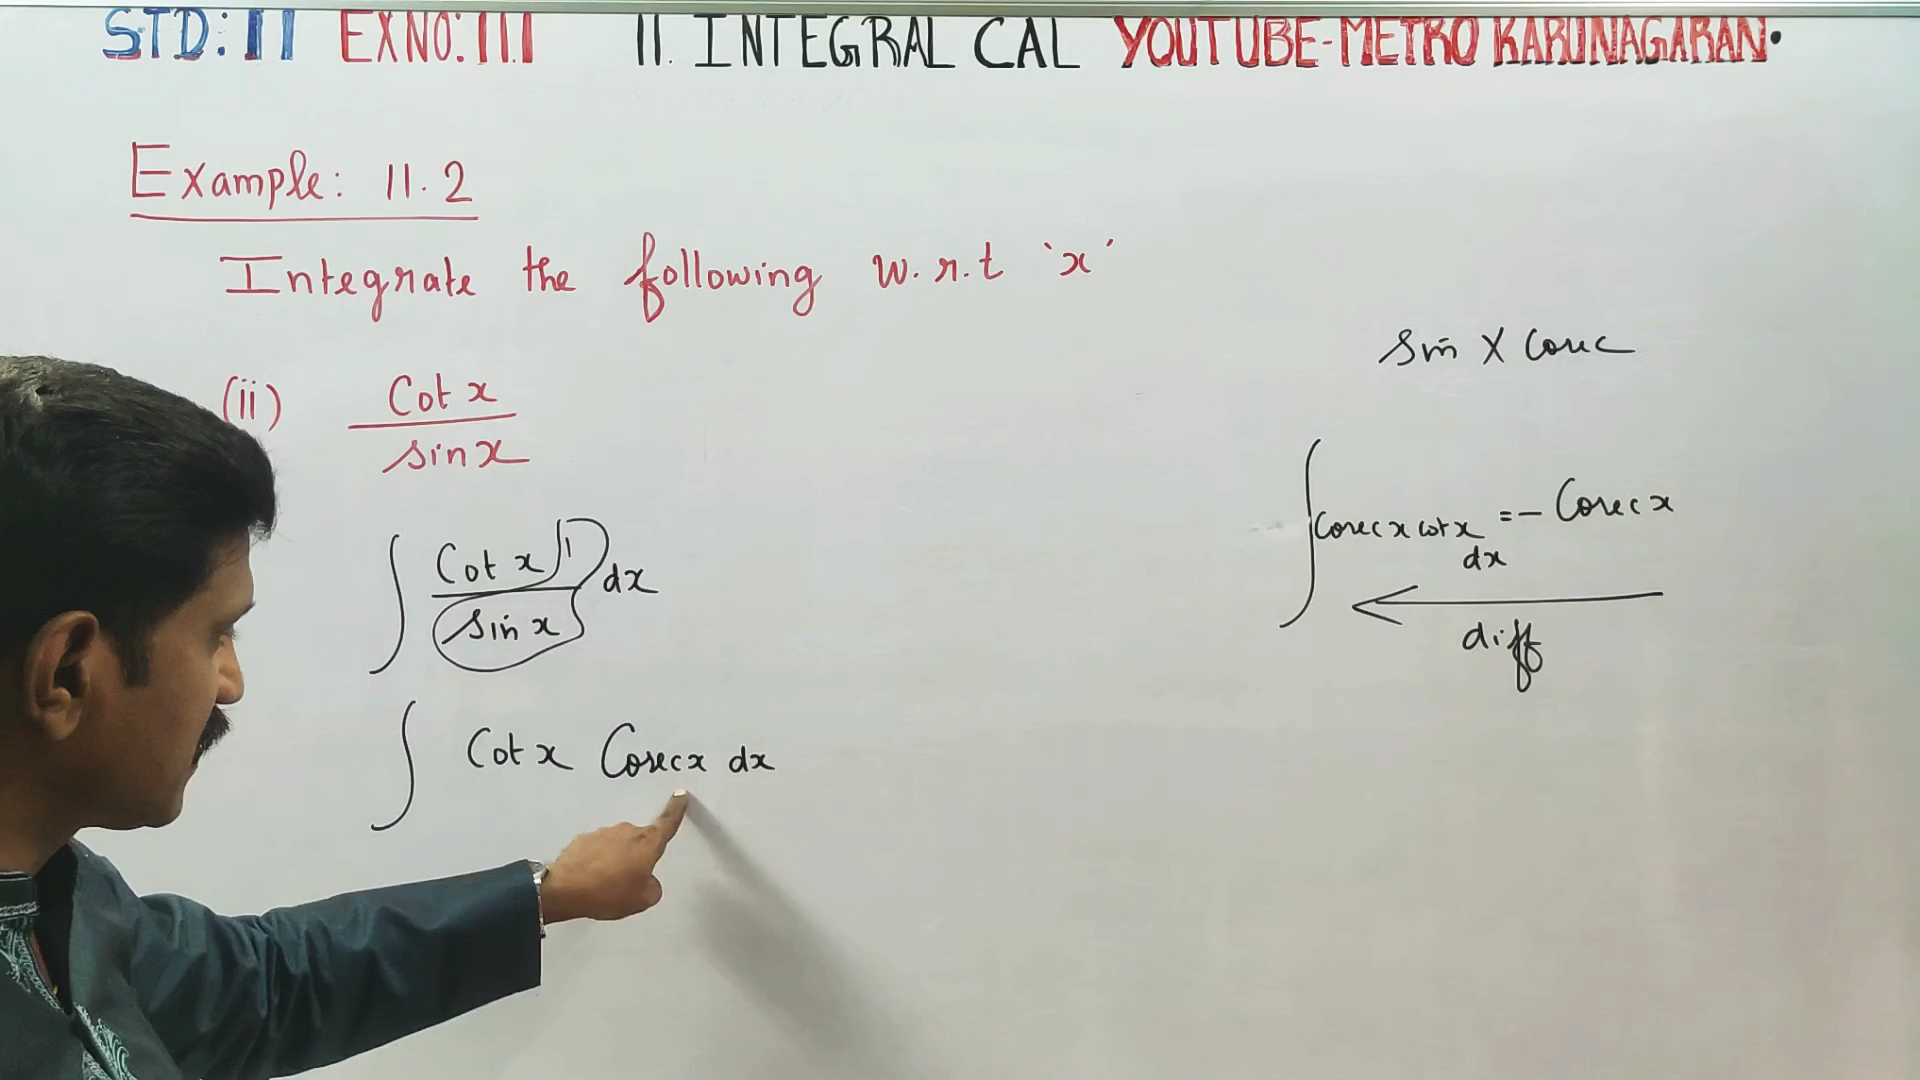 STD: 11 EXNO: 11.1 11. INTEGRAL CAL YOUTUBE-METRO KARUNAGARAN.
Example: 11.2
Integrate the following w.r.t 'x'
(ii) Cot x / sin x
∫ Cot x 1 / sin x dx
∫ Cot x Cosec x dx
sin X Cosec
∫ Cosec x cot x dx = - Cosec x
diff